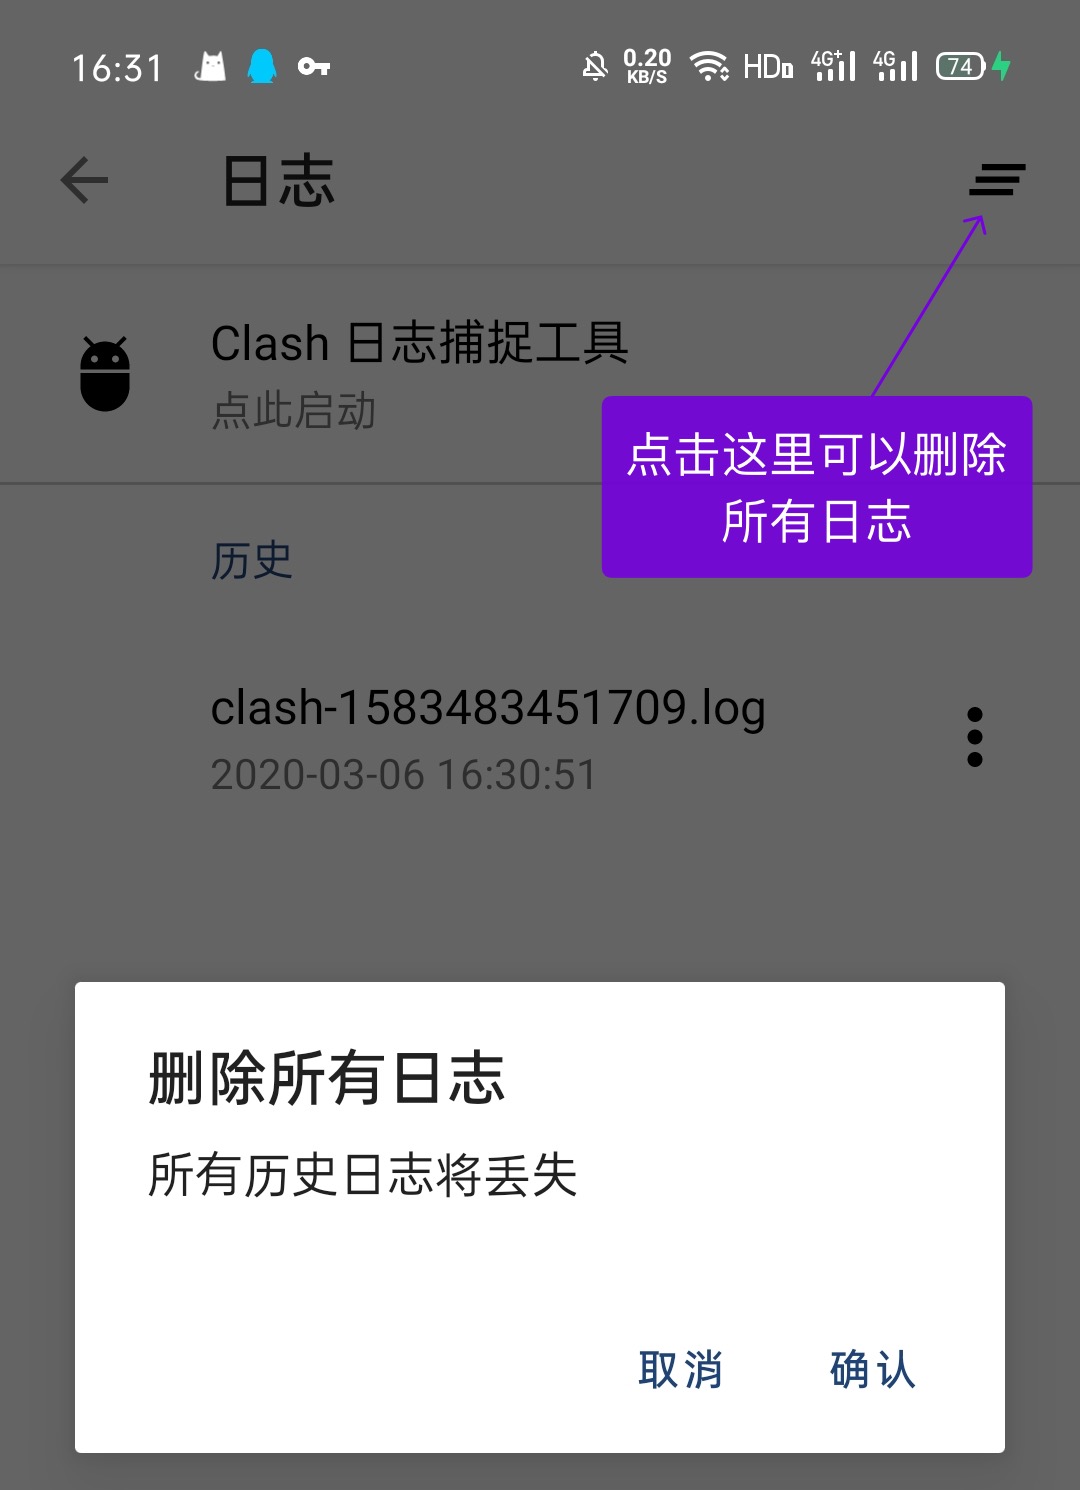 16:31 0.20 KB/S HD 4G+ 4G 74
日志
Clash 日志捕捉工具
点此启动
点击这里可以删除
所有日志
历史
clash-1583483451709.log
2020-03-06 16:30:51
删除所有日志
所有历史日志将丢失
取消 确认